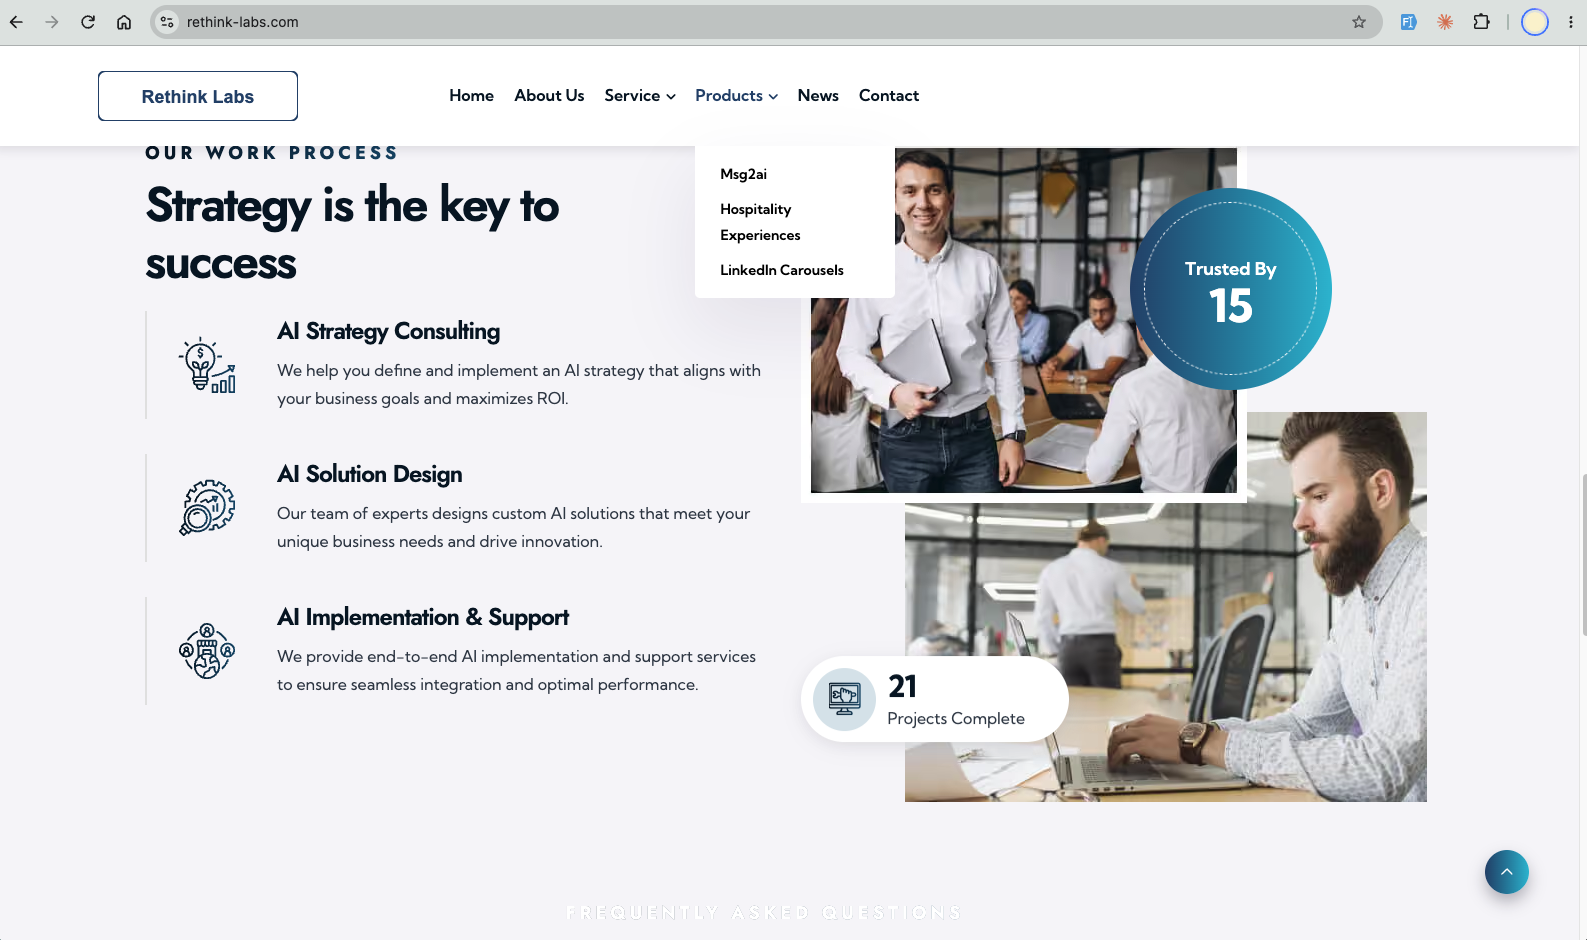 rethink-labs.com
Rethink Labs
Home
About Us
Service
Products
News
Contact
Msg2ai
Hospitality
Experiences
LinkedIn Carousels
OUR WORK PROCESS
Strategy is the key to
success
AI Strategy Consulting
We help you define and implement an AI strategy that aligns with
your business goals and maximizes ROI.
AI Solution Design
Our team of experts designs custom AI solutions that meet your
unique business needs and drive innovation.
AI Implementation & Support
We provide end-to-end AI implementation and support services
to ensure seamless integration and optimal performance.
Trusted By
15
21
Projects Complete
FREQUENTLY ASKED QUESTIONS